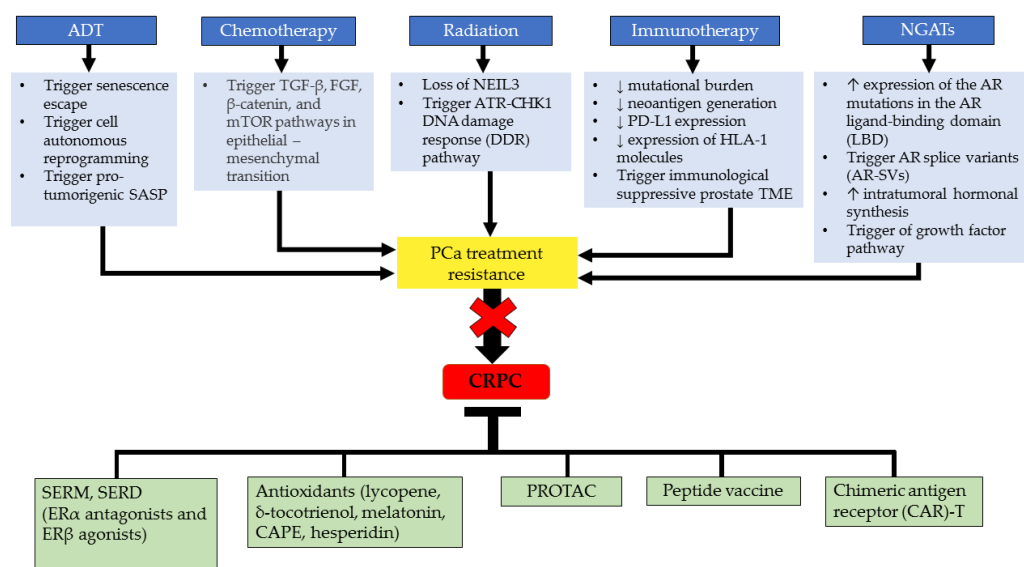 ADT
Chemotherapy
Radiation
Immunotherapy
NGATs
• Trigger senescence
escape
• Trigger cell
autonomous
reprogramming
• Trigger pro-
tumorigenic SASP
• Trigger TGF-β, FGF,
β-catenin, and
mTOR pathways in
epithelial –
mesenchymal
transition
• Loss of NEIL3
• Trigger ATR-CHK1
DNA damage
response (DDR)
pathway
• ↓ mutational burden
• ↓ neoantigen generation
• ↓ PD-L1 expression
• ↓ expression of HLA-1
molecules
• Trigger immunological
suppressive prostate TME
• ↑ expression of the AR
mutations in the AR
ligand-binding domain
(LBD)
• Trigger AR splice variants
(AR-SVs)
• ↑ intratumoral hormonal
synthesis
• Trigger of growth factor
pathway
PCa treatment
resistance
CRPC
SERM, SERD
(ERα antagonists and
ERβ agonists)
Antioxidants (lycopene,
δ-tocotrienol, melatonin,
CAPE, hesperidin)
PROTAC
Peptide vaccine
Chimeric antigen
receptor (CAR)-T